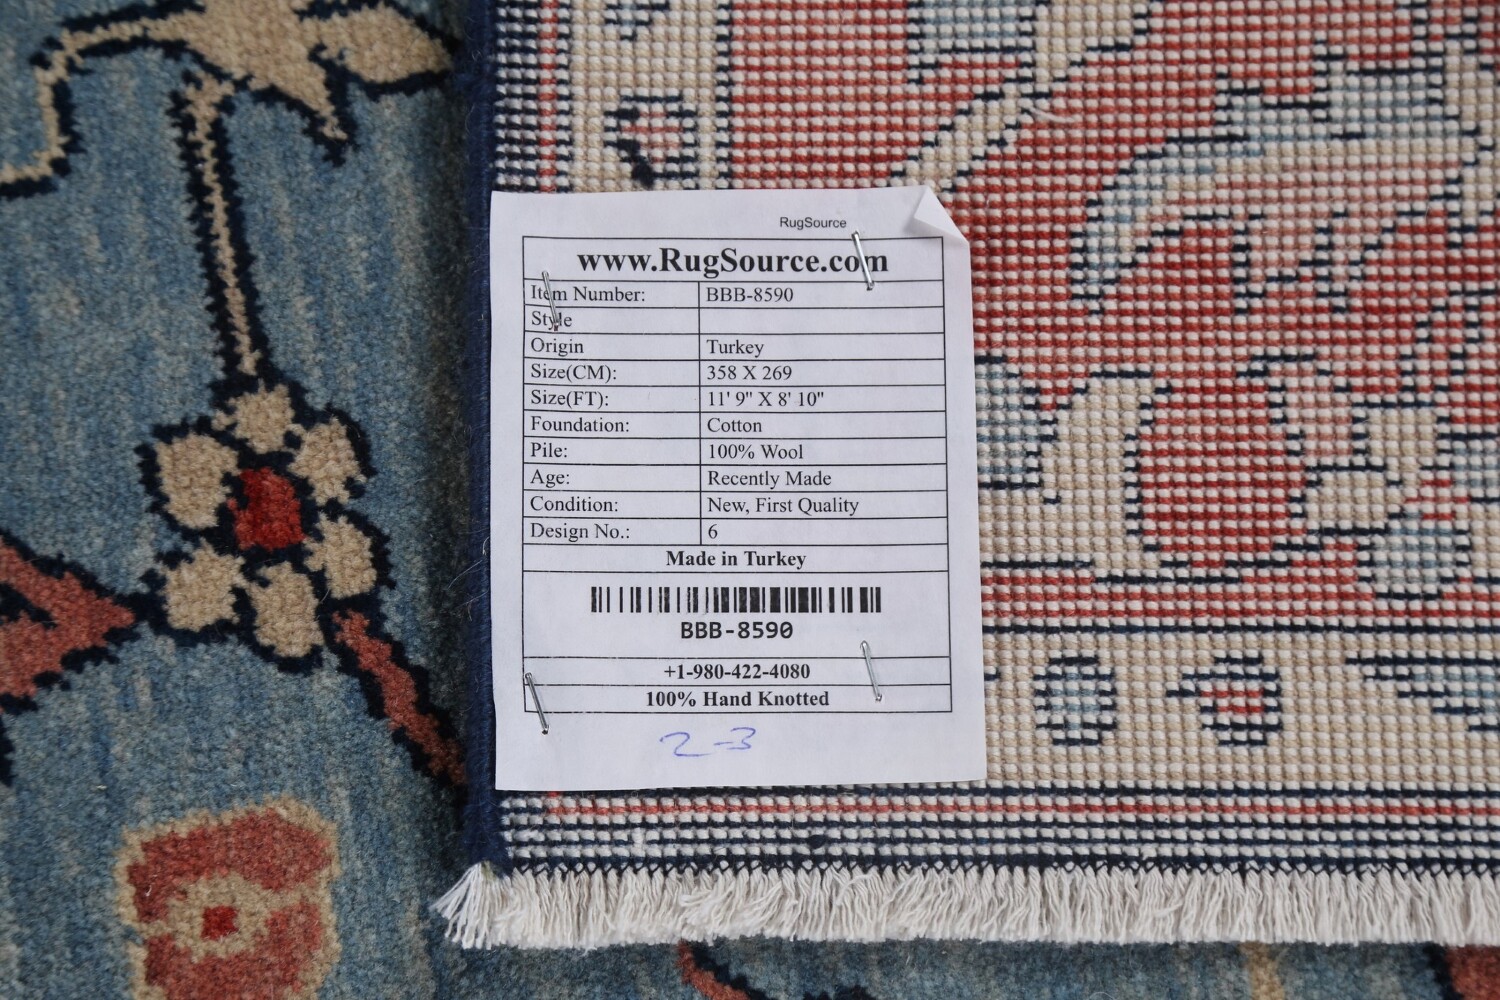 RugSource
www.RugSource.com
Item Number: BBB-8590
Style
Origin Turkey
Size(CM): 358 X 269
Size(FT): 11' 9" X 8' 10"
Foundation: Cotton
Pile: 100% Wool
Age: Recently Made
Condition: New, First Quality
Design No.: 6
Made in Turkey
BBB-8590
+1-980-422-4080
100% Hand Knotted
2-3